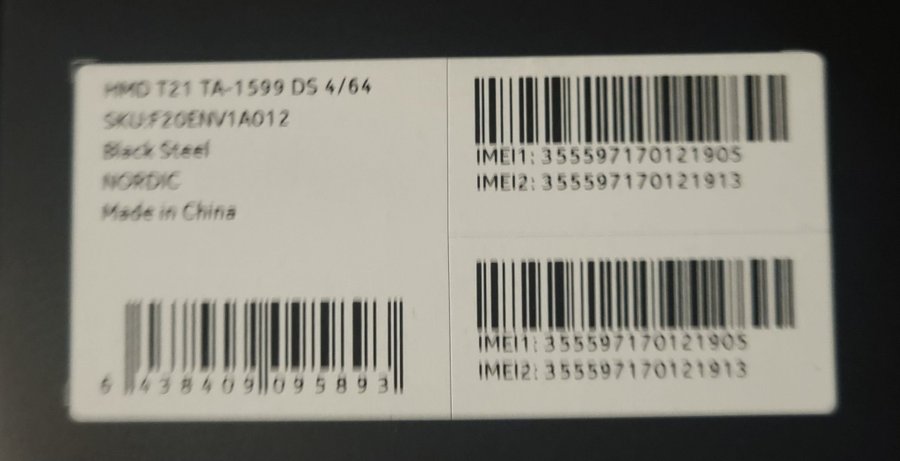 HMD T21 TA-1599 DS 4/64
SKU:F20ENV1A012
Black Steel
NORDIC
Made in China
6 438409 095893
IMEI1: 355597170121905
IMEI2: 355597170121913
IMEI1: 355597170121905
IMEI2: 355597170121913